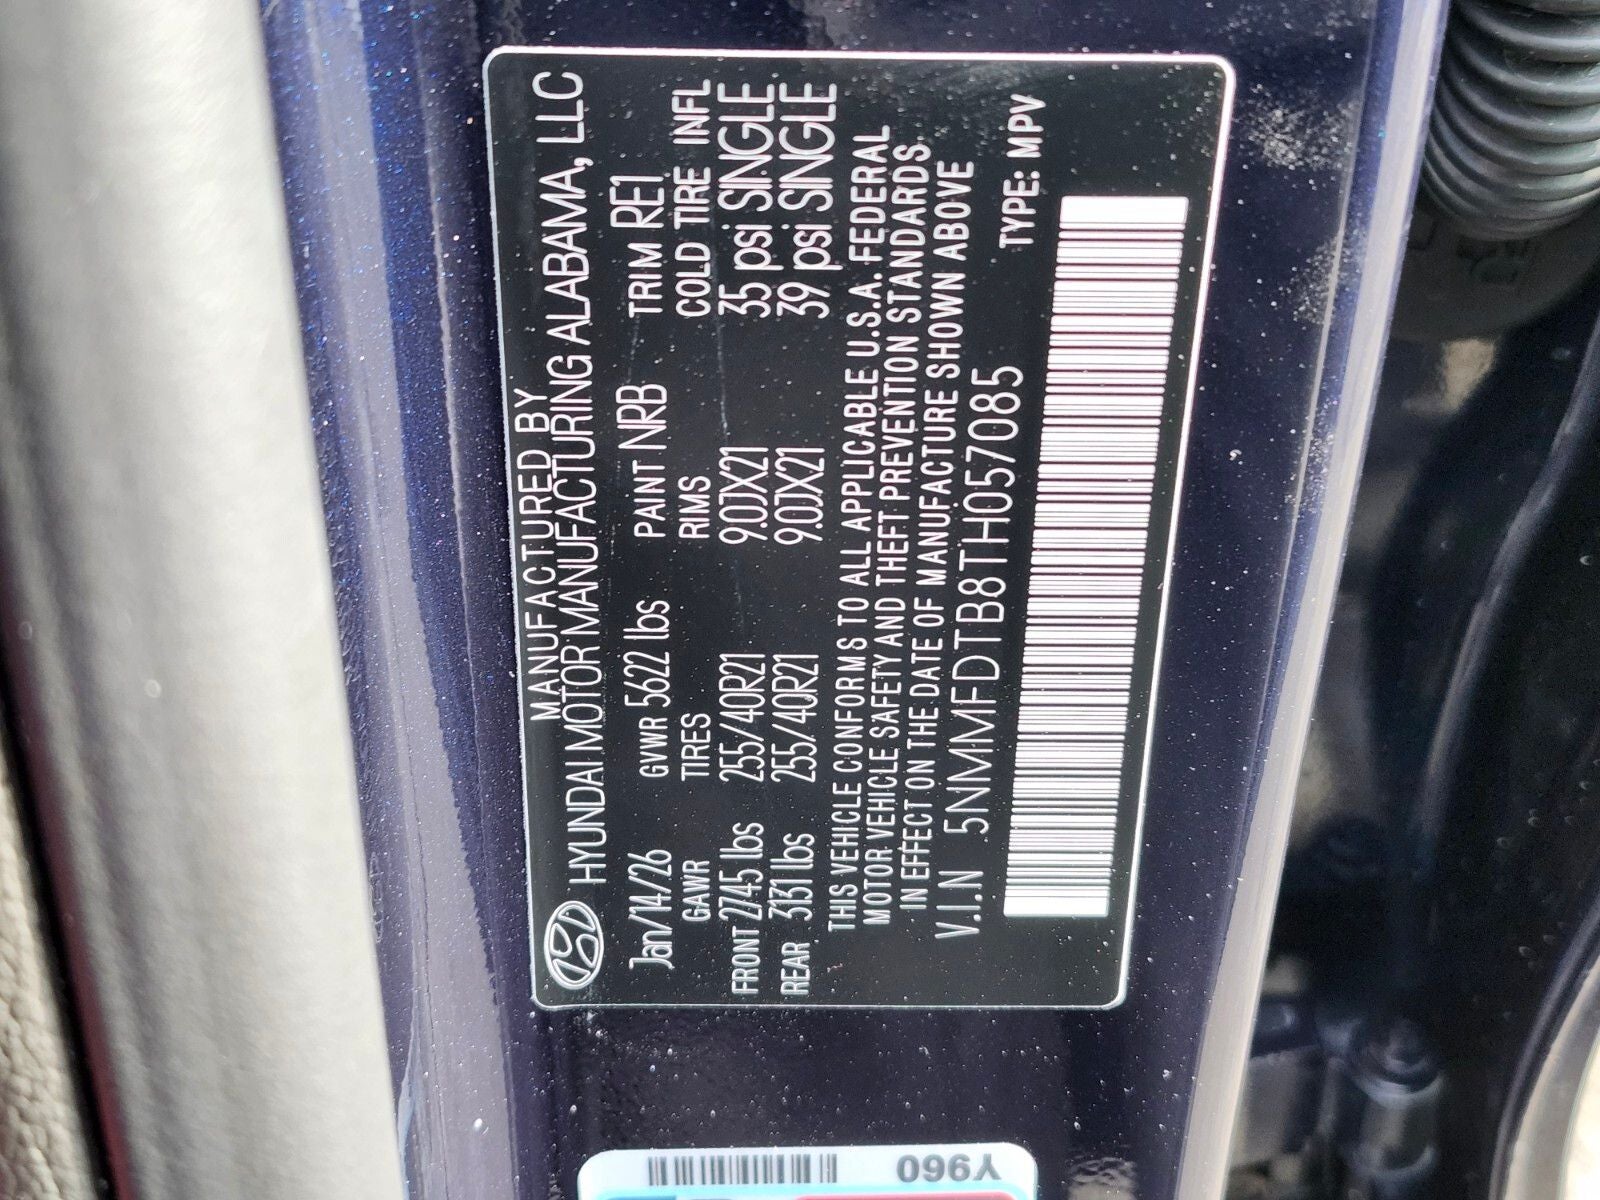 MANUFACTURED BY
HYUNDAI MOTOR MANUFACTURING ALABAMA, LLC
Jan/14/26 GVWR 5622 lbs PAINT NRB TRIM RE1
GAWR TIRES RIMS COLD TIRE INFL
FRONT 2745 lbs 255/40R21 9.0JX21 35 psi SINGLE
REAR 3131 lbs 255/40R21 9.0JX21 39 psi SINGLE
THIS VEHICLE CONFORMS TO ALL APPLICABLE U.S.A. FEDERAL
MOTOR VEHICLE SAFETY AND THEFT PREVENTION STANDARDS
IN EFFECT ON THE DATE OF MANUFACTURE SHOWN ABOVE.
V.I.N 5NMMFDTB8TH057085 TYPE: MPV
Y960